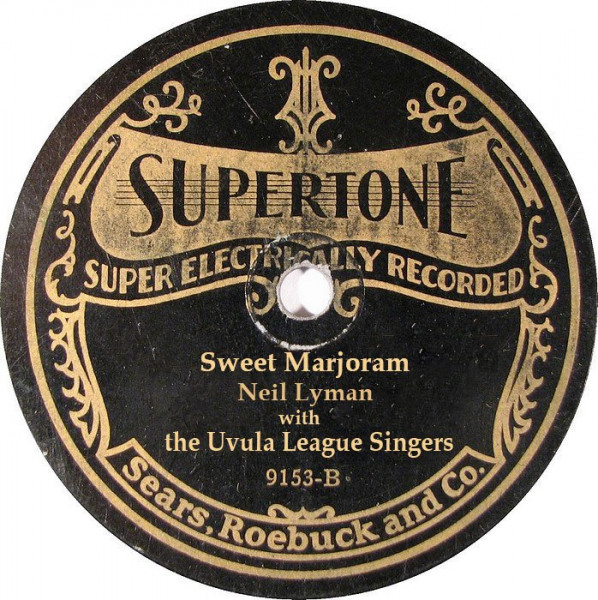 SUPERTONE
SUPER ELECTRICALLY RECORDED
Sweet Marjoram
Neil Lyman
with
the Uvula League Singers
9153-B
Sears, Roebuck and Co.